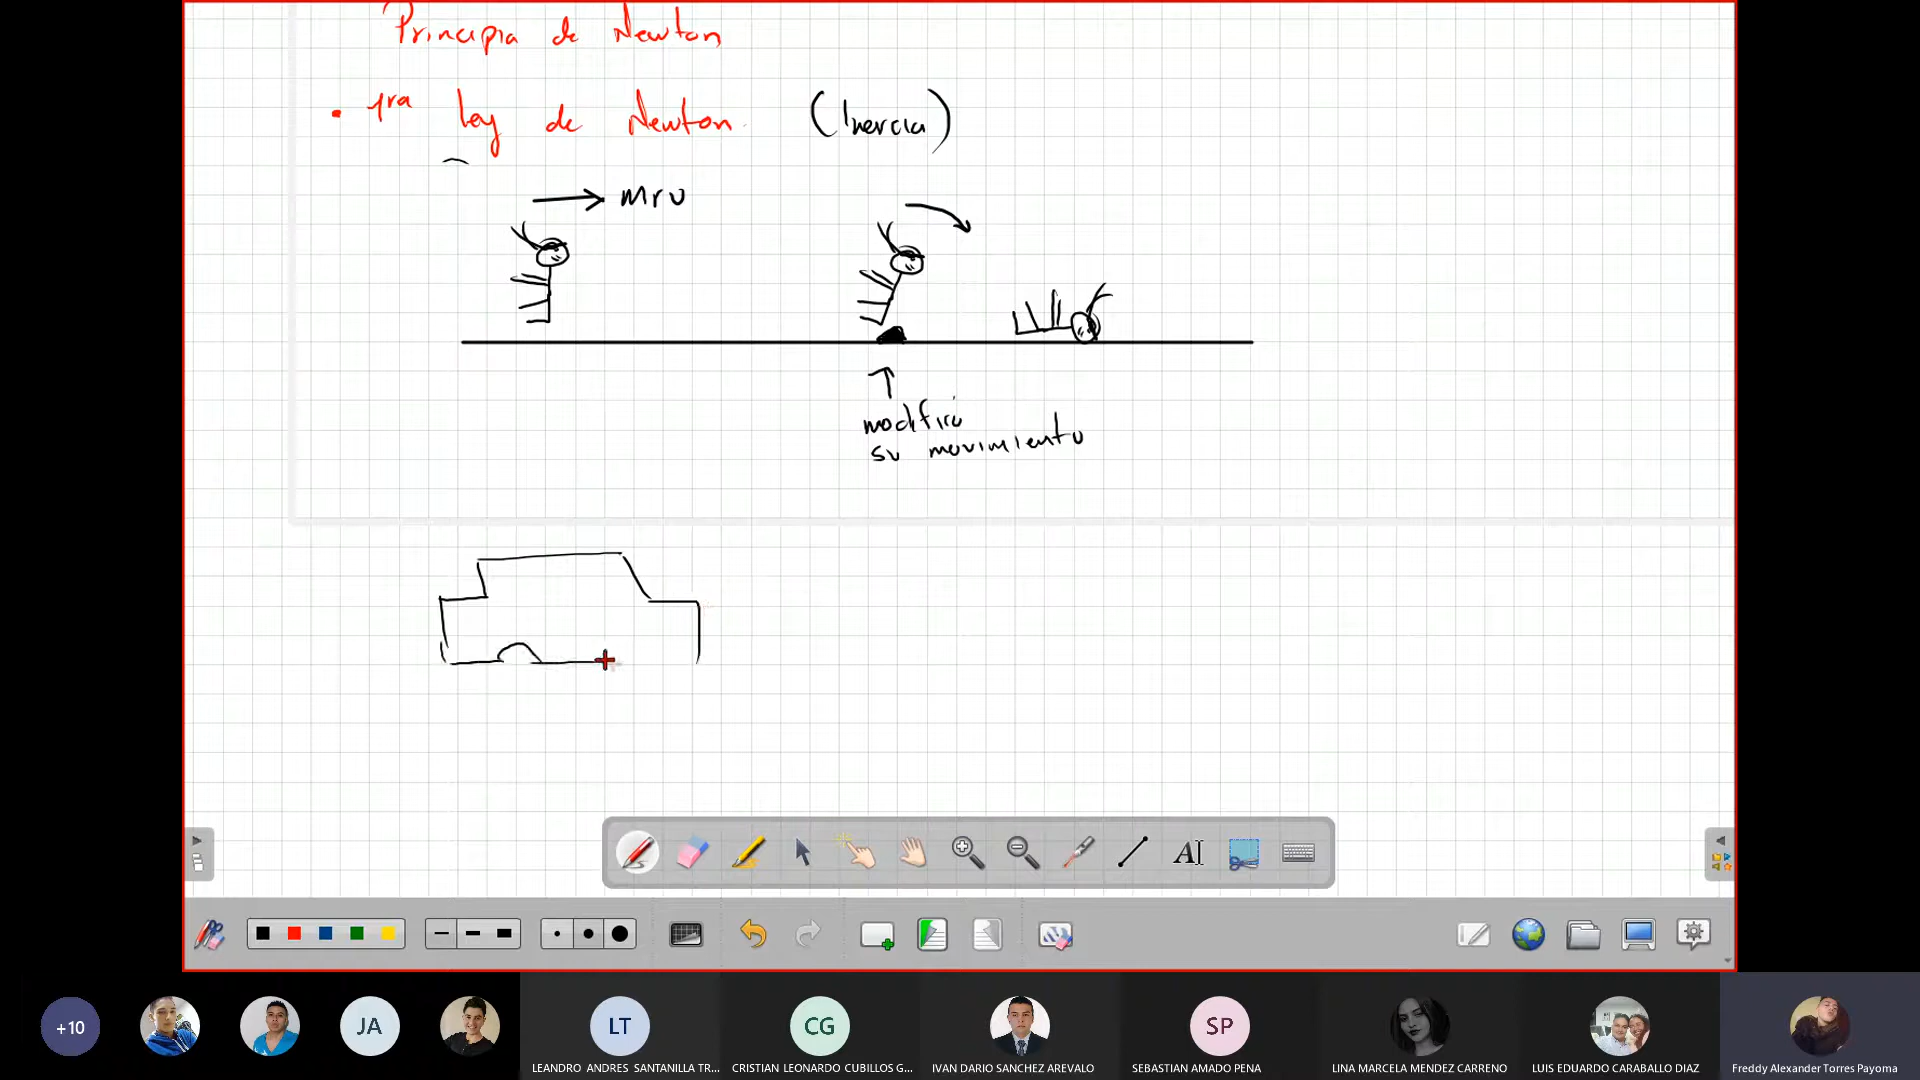 Principia de Newton
• 1ra Ley de Newton. (Inercia)
→ mru
modificó
su movimiento
AI
+10
JA
LT
CG
SP
LEANDRO ANDRES SANTANILLA TR...
CRISTIAN LEONARDO CUBILLOS G...
IVAN DARIO SANCHEZ AREVALO
SEBASTIAN AMADO PENA
LINA MARCELA MENDEZ CARRENO
LUIS EDUARDO CARABALLO DIAZ
Freddy Alexander Torres Payoma